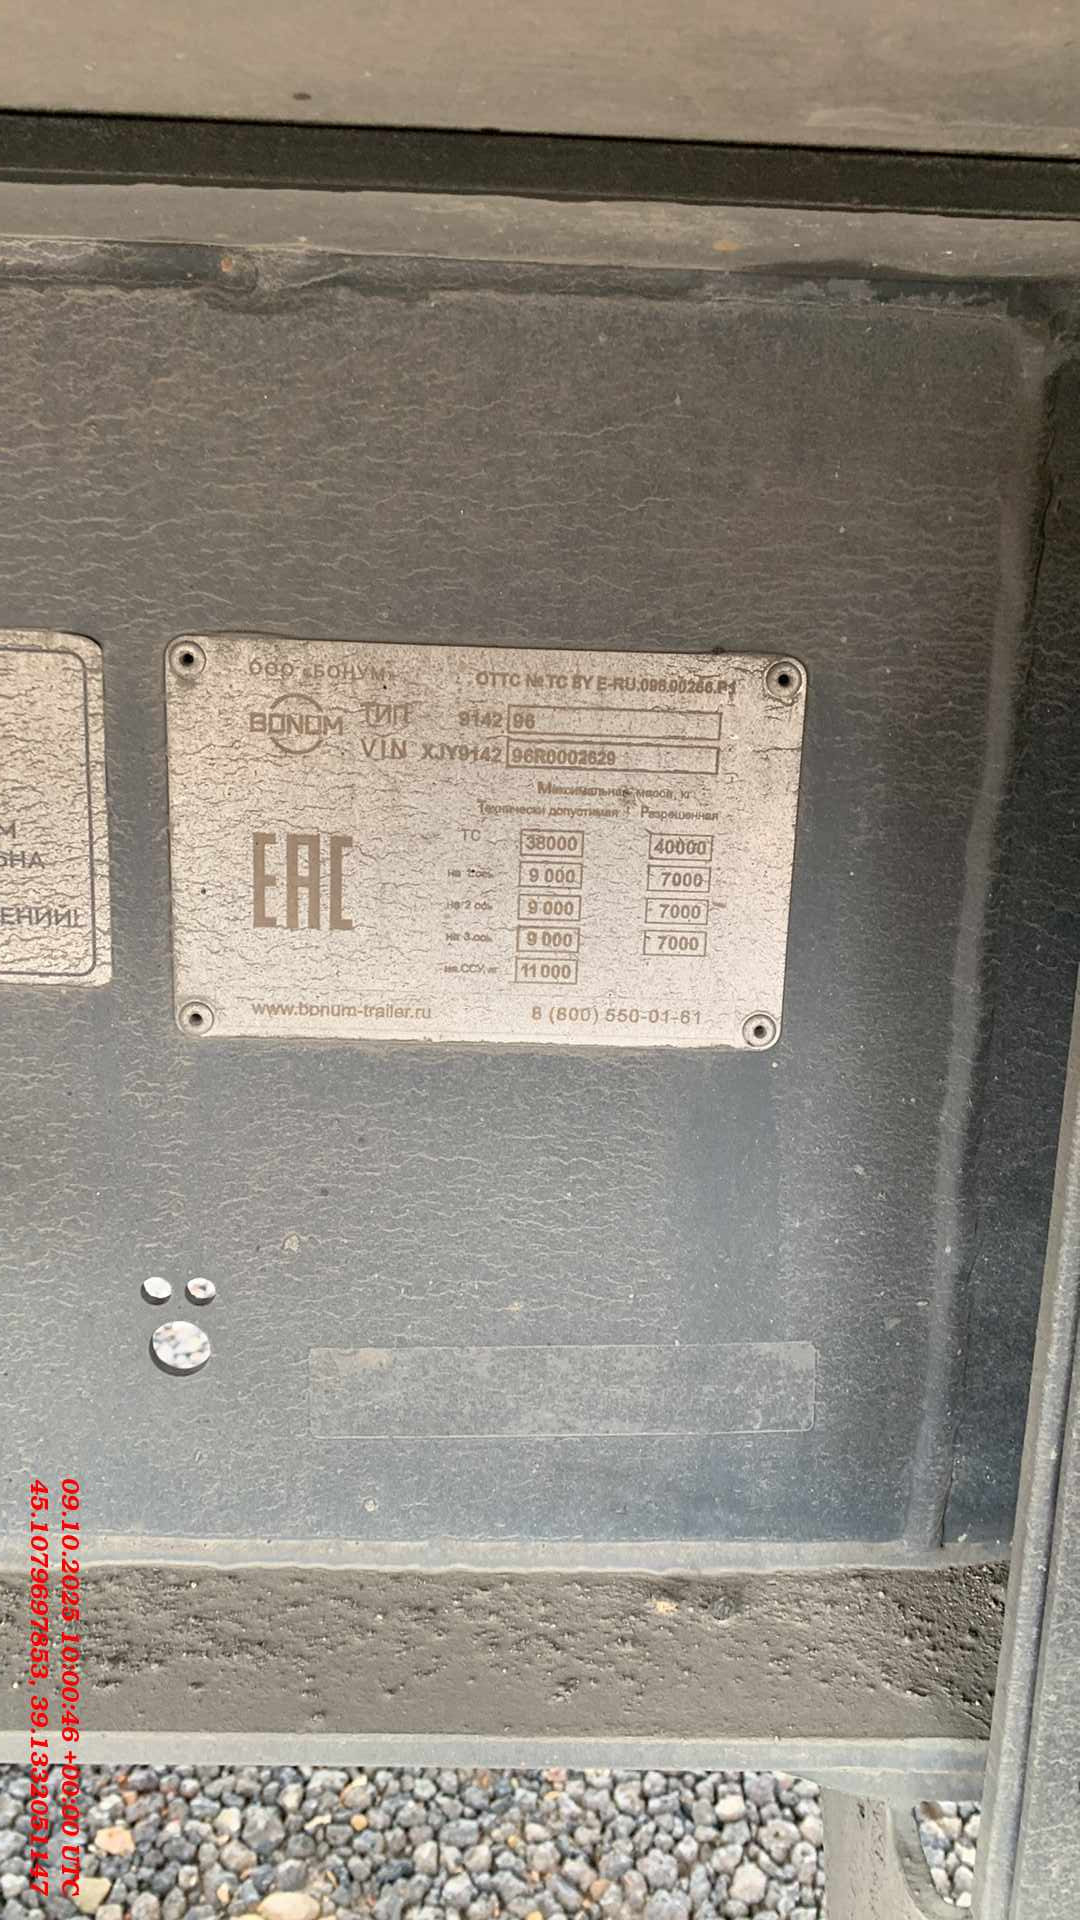 ООО «БОНУМ»
ОТТС № ТС BY E-RU.096.00266.P1
BONUM
ТИП 9142 96
VIN XJY9142 96R0002629
Максимальная масса, кг
Технически допустимая Разрешенная
ТС 38000 40000
на 1 ось 9 000 7000
на 2 ось 9 000 7000
на 3 ось 9 000 7000
на ССУ, кг 11 000
EAC
www.bonum-trailer.ru 8 (800) 550-01-61
09.10.2025 10:00:46 +00:00 UTC
45.1079697853, 39.1332051147